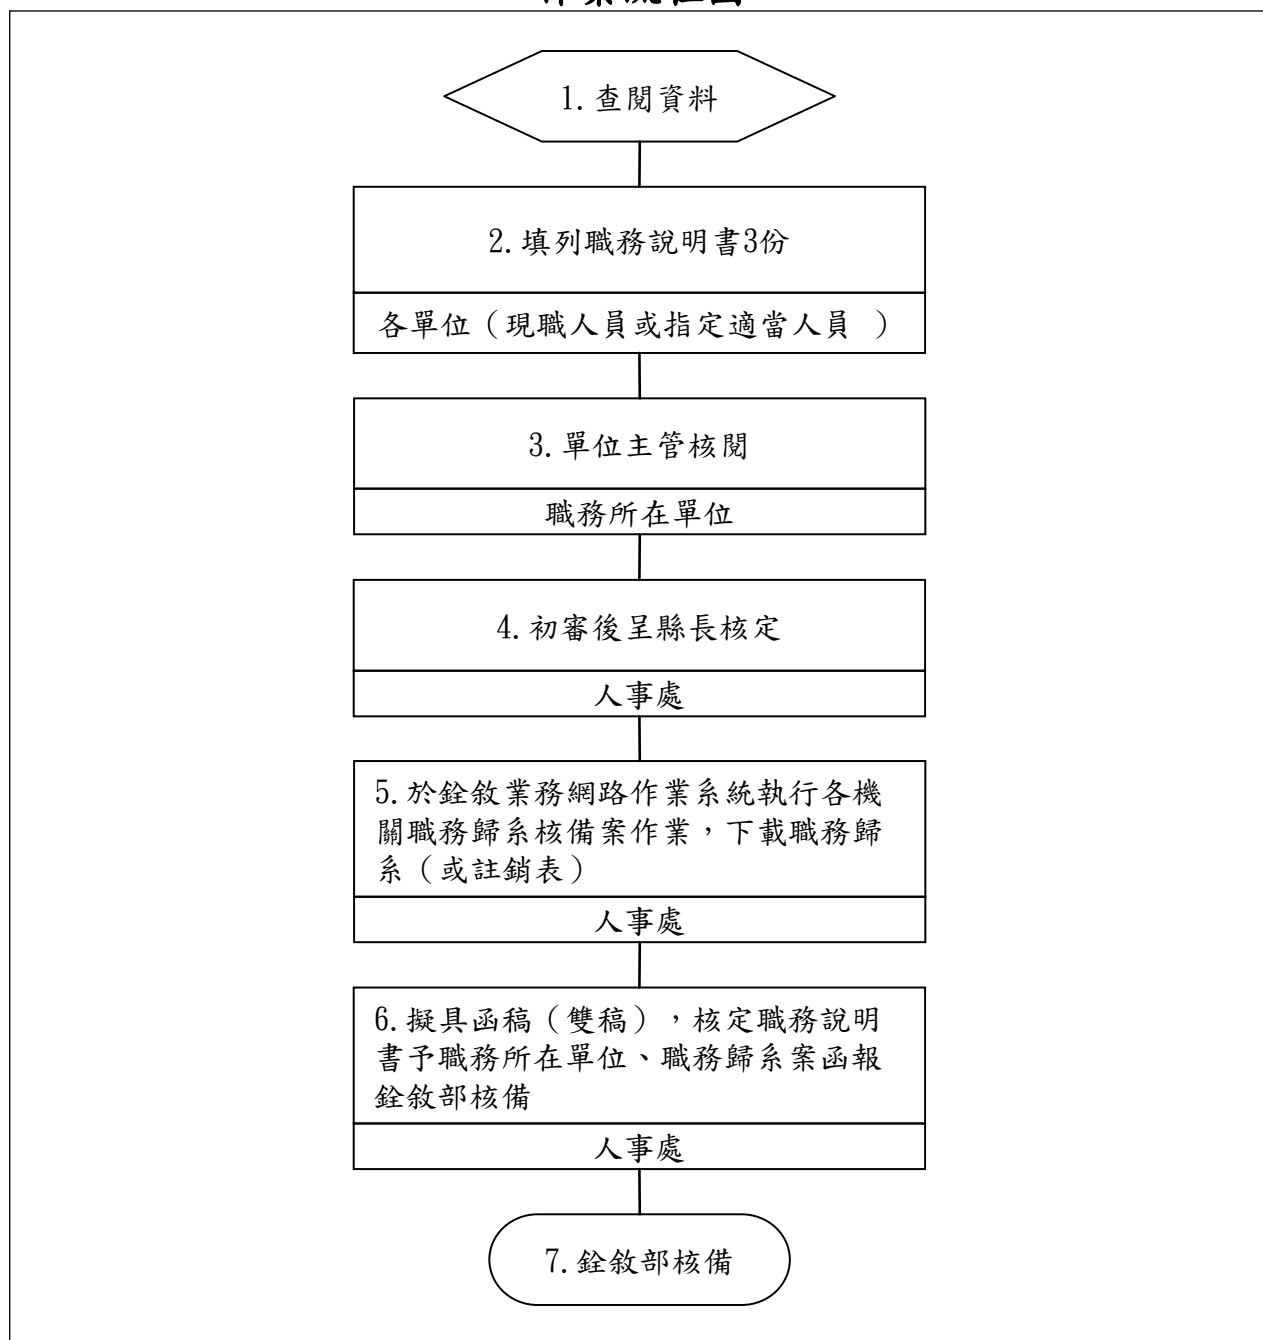 1.查閱資料
2.填列職務說明書3份
各單位（現職人員或指定適當人員 ）
3.單位主管核閱
職務所在單位
4.初審後呈縣長核定
人事處
5.於銓敘業務網路作業系統執行各機
關職務歸系核備案作業，下載職務歸
系（或註銷表）
人事處
6.擬具函稿（雙稿），核定職務說明
書予職務所在單位、職務歸系案函報
銓敘部核備
人事處
7.銓敘部核備